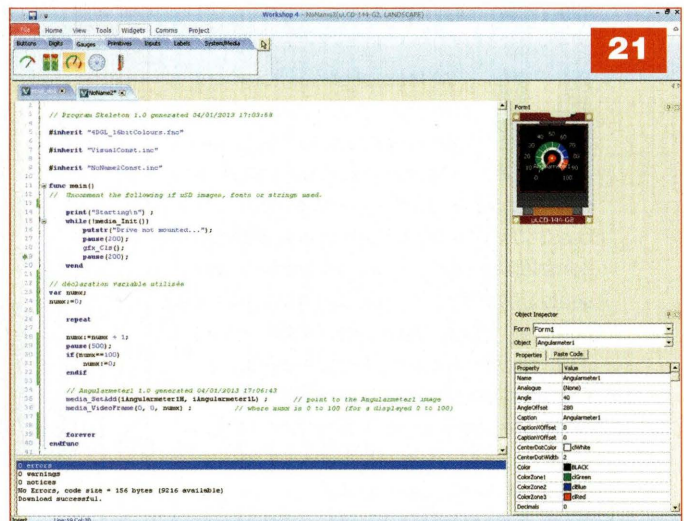 Workshop 4 - NoName2(uLCD-144-G2, LANDSCAPE)
File Home View Tools Widgets Comms Project
Buttons Digits Gauges Primitives Inputs Labels System/Media
21
NoName2*
// Program Skeleton 1.0 generated 04/01/2013 17:03:58
#inherit "4DGL_16bitColours.fnc"
#inherit "VisualConst.inc"
#inherit "NoName2Const.inc"
func main()
// Uncomment the following if uSD images, fonts or strings used.
print("Starting\n") ;
while(!media_Init())
putstr("Drive not mounted...");
pause(200);
gfx_Cls();
pause(200);
wend
// déclaration variable utilisée
var numx;
numx:=0;
repeat
numx:=numx + 1;
pause(500);
if(numx==100)
numx:=0;
endif
// Angularmeter1 1.0 generated 04/01/2013 17:06:43
media_SetAdd(iAngularmeter1H, iAngularmeter1L) ; // point to the Angularmeter1 image
media_VideoFrame(0, 0, numx) ; // where numx is 0 to 100 (for a displayed 0 to 100)
forever
endfunc
0 errors
0 warnings
0 notices
No Errors, code size = 156 bytes (9216 available)
Download successful.
Insert
Form1
uLCD-144-G2
Object Inspector
Form Form1
Object Angularmeter1
Properties Paste Code
Property Value
Name Angularmeter1
Analogue (None)
Angle 40
AngleOffset 280
Caption Angularmeter1
CaptionXOffset 0
CaptionYOffset 0
CenterDotColor clWhite
CenterDotWidth 2
Color BLACK
ColorZone1 clGreen
ColorZone2 clBlue
ColorZone3 clRed
Decimals 0